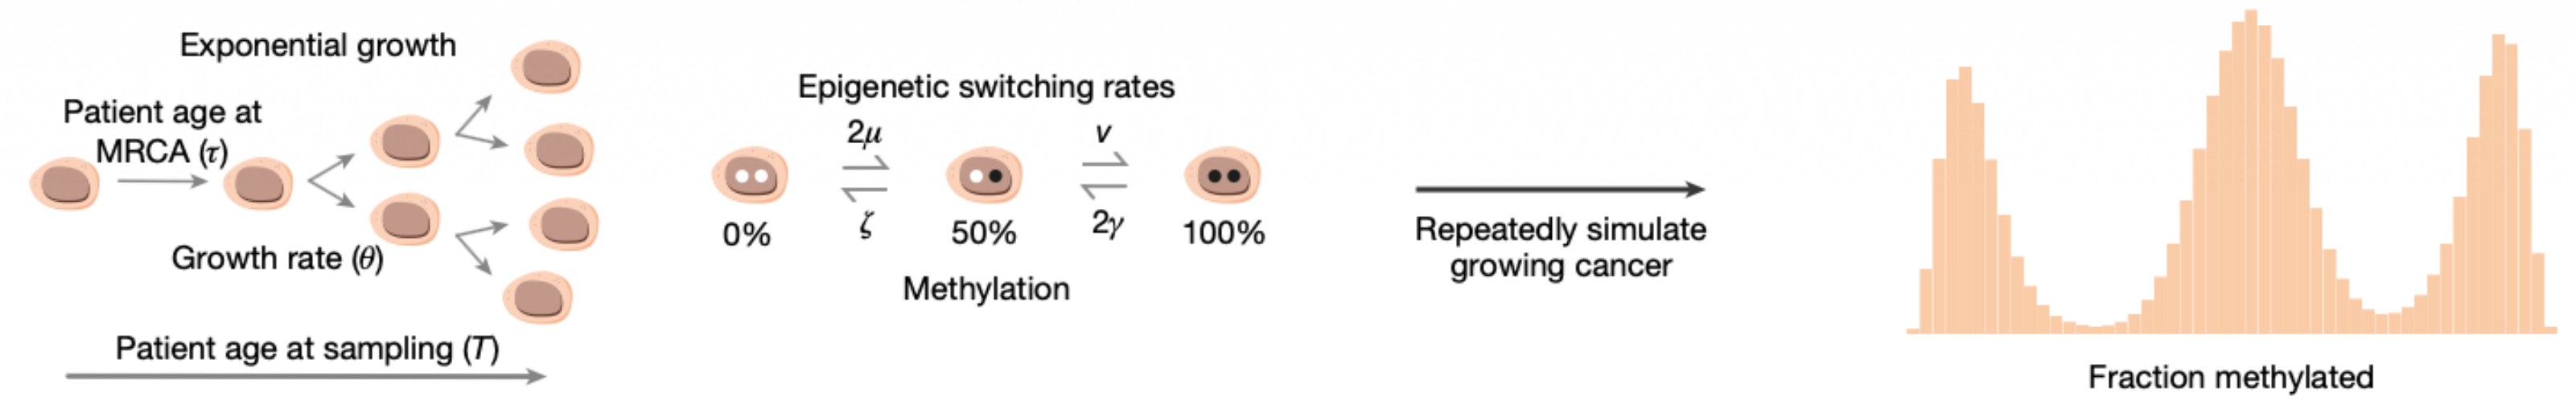 Exponential growth
Patient age at
MRCA (τ)
Growth rate (θ)
Patient age at sampling (T)
Epigenetic switching rates
2μ
ν
ζ
2γ
0%
50%
100%
Methylation
Repeatedly simulate
growing cancer
Fraction methylated